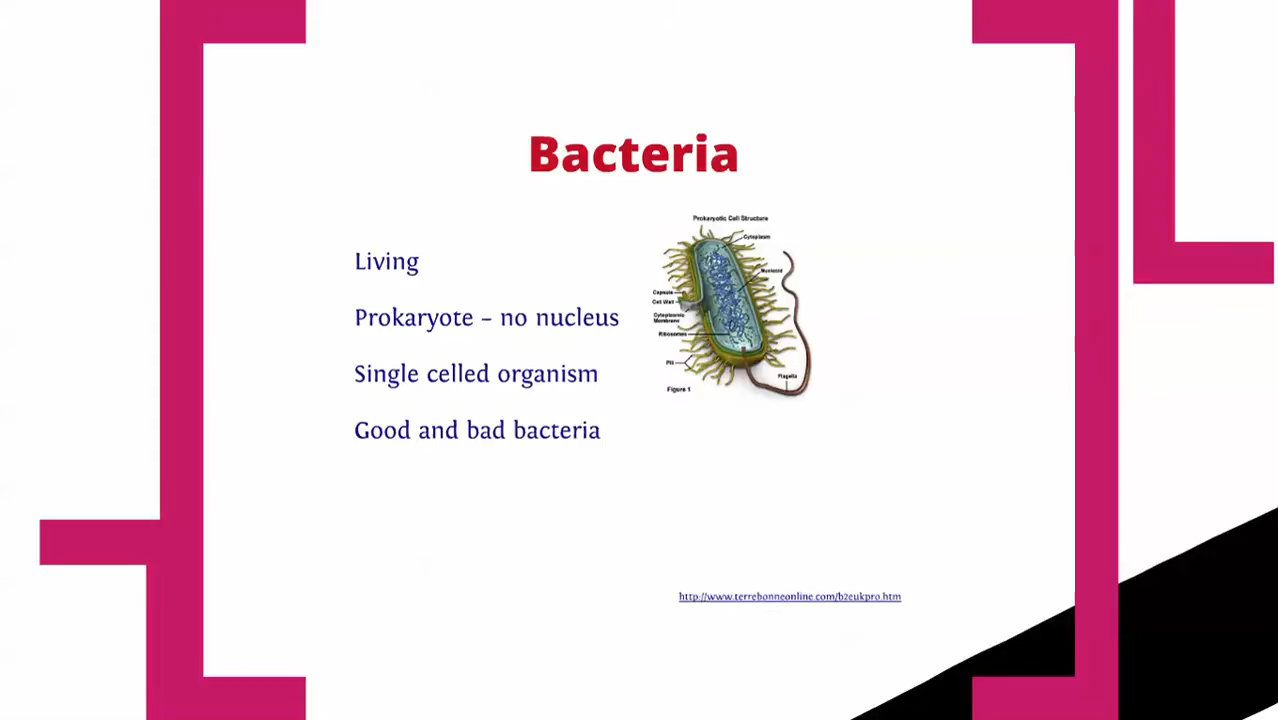 Bacteria
Living
Prokaryote – no nucleus
Single celled organism
Good and bad bacteria
Prokaryotic Cell Structure
Cytoplasm
Nucleoid
Capsule
Cell Wall
Cytoplasmic
Membrane
Ribosomes
Pili
Flagella
Figure 1
http://www.terrebonneonline.com/b2eukpro.htm